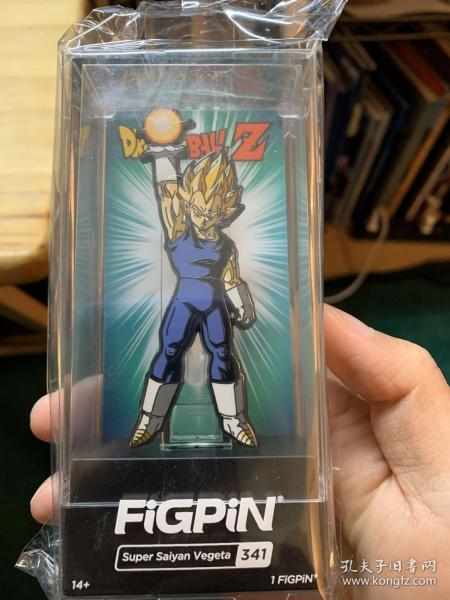 DRAGON BALL Z
FiGPiN®
Super Saiyan Vegeta 341
14+
1 FiGPiN®
孔夫子旧书网
www.kongfz.com